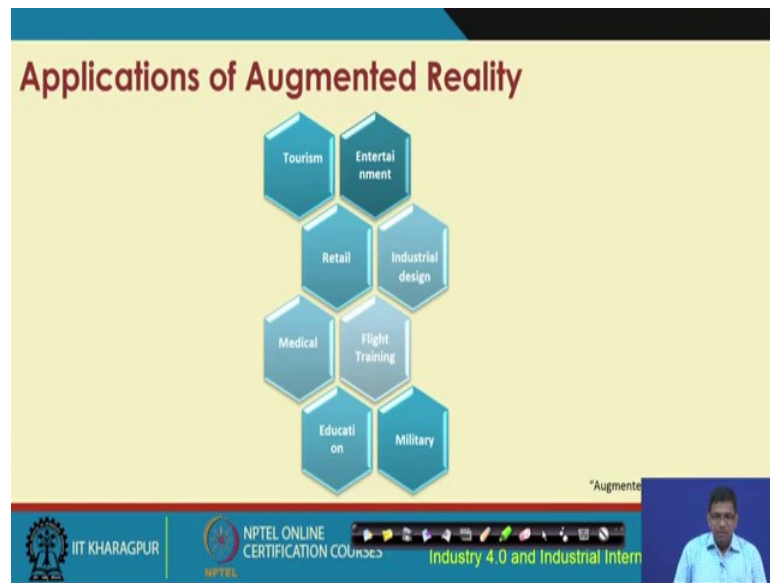 Applications of Augmented Reality
Tourism
Entertai
nment
Retail
Industrial
design
Medical
Flight
Training
Educati
on
Military
"Augmente
IIT KHARAGPUR
NPTEL
NPTEL ONLINE
CERTIFICATION COURSES
Industry 4.0 and Industrial Intern